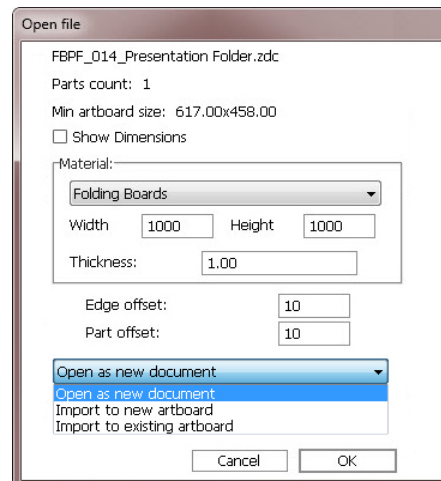 Open file
FBPF_014_Presentation Folder.zdc
Parts count: 1
Min artboard size: 617.00x458.00
Show Dimensions
Material:
Folding Boards
Width 1000 Height 1000
Thickness: 1.00
Edge offset: 10
Part offset: 10
Open as new document
Open as new document
Import to new artboard
Import to existing artboard
Cancel OK